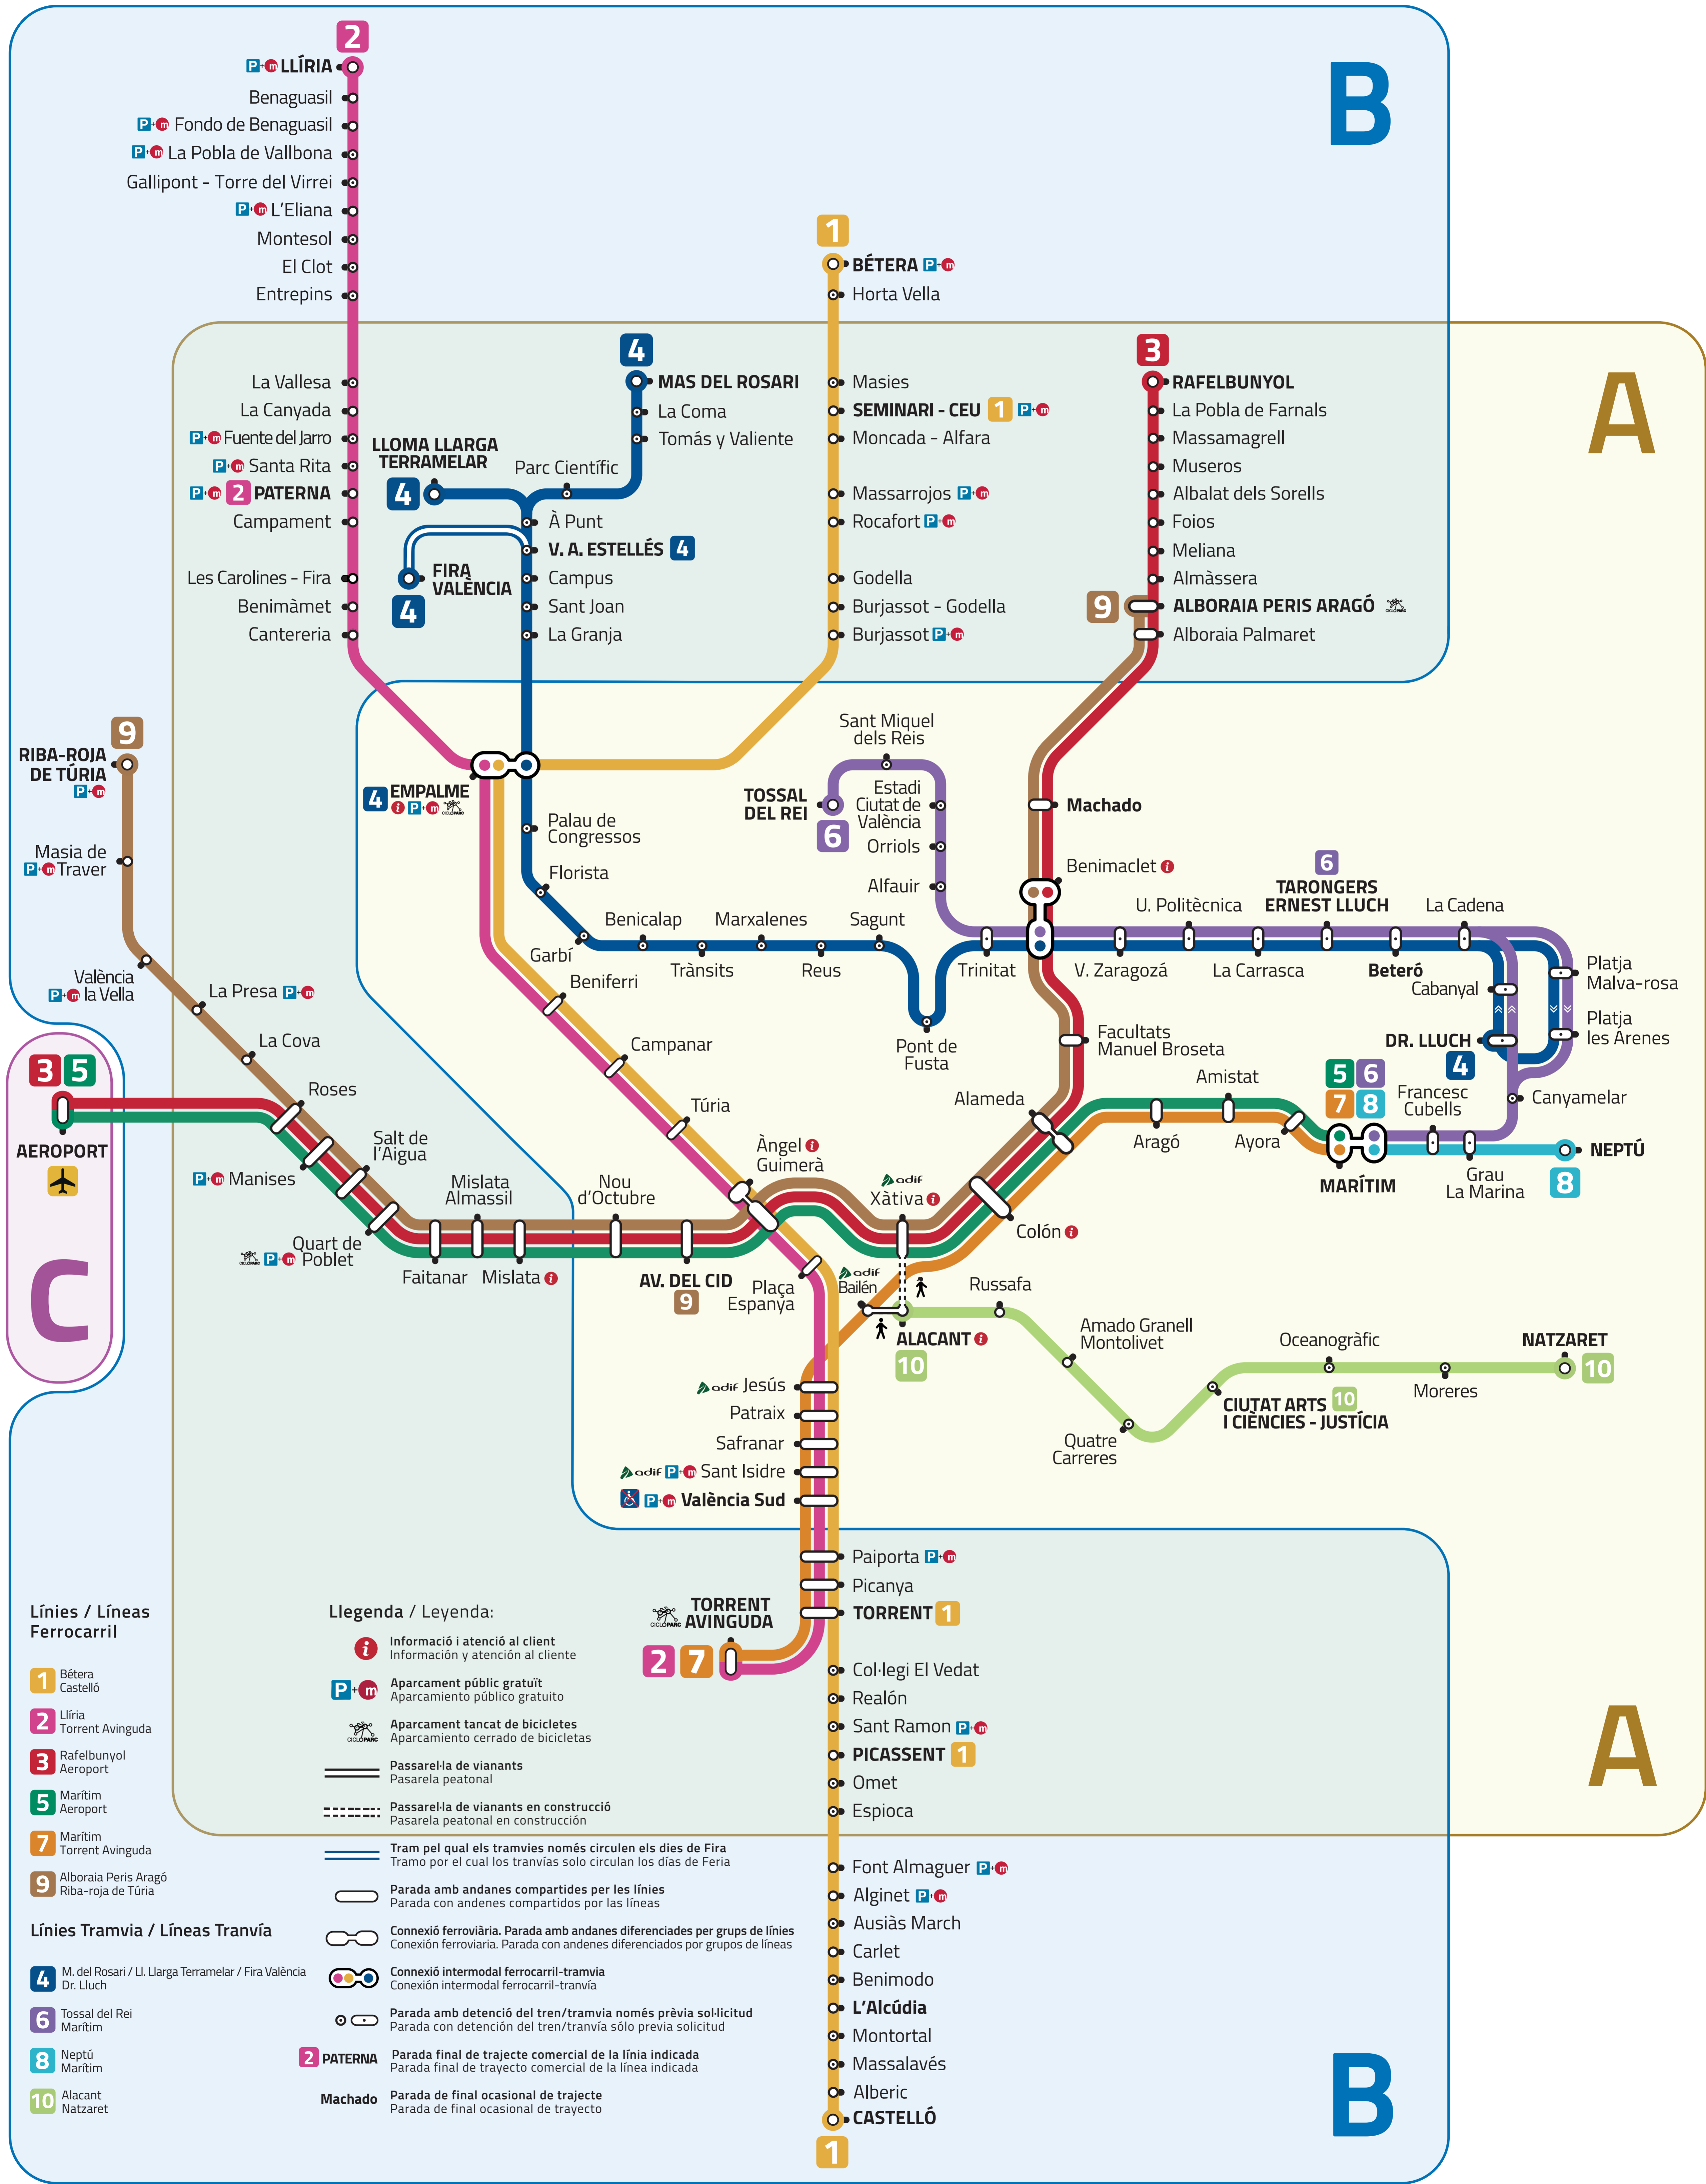 2
P+m LLÍRIA
Benaguasil
P+m Fondo de Benaguasil
P+m La Pobla de Vallbona
Gallipont - Torre del Virrei
P+m L'Eliana
Montesol
El Clot
Entrepins
B
1
BÉTERA P+m
Horta Vella
A
La Vallesa
La Canyada
P+m Fuente del Jarro
P+m Santa Rita
P+m 2 PATERNA
Campament
Les Carolines - Fira
Benimàmet
Cantereria
4
MAS DEL ROSARI
La Coma
Tomás y Valiente
LLOMA LLARGA
TERRAMELAR
4
Parc Científic
À Punt
V. A. ESTELLÉS 4
FIRA
VALÈNCIA
4
Campus
Sant Joan
La Granja
Masies
SEMINARI - CEU 1 P+m
Moncada - Alfara
Massarrojos P+m
Rocafort P+m
Godella
Burjassot - Godella
Burjassot P+m
3
RAFELBUNYOL
La Pobla de Farnals
Massamagrell
Museros
Albalat dels Sorells
Foios
Meliana
Almàssera
9 ALBORAIA PERIS ARAGÓ CICLOPARC
Alboraia Palmaret
9
RIBA-ROJA
DE TÚRIA
P+m
Masia de
P+m Traver
València
P+m la Vella
La Presa P+m
La Cova
Roses
4 EMPALME
i P+m CICLOPARC
Palau de
Congressos
Florista
Garbí
Benicalap
Trànsits
Marxalenes
Reus
Sagunt
Pont de
Fusta
Sant Miquel
dels Reis
TOSSAL
DEL REI
6
Estadi
Ciutat de
València
Orriols
Alfauir
Trinitat
Machado
Benimaclet i
V. Zaragozá
U. Politècnica
La Carrasca
6
TARONGERS
ERNEST LLUCH
Beteró
La Cadena
Cabanyal
Platja
Malva-rosa
Platja
les Arenes
DR. LLUCH
4
Canyamelar
Francesc
Cubells
Grau
La Marina
NEPTÚ
8
5 6
7 8
MARÍTIM
Ayora
Amistat
Aragó
Facultats
Manuel Broseta
Alameda
Colón i
adif
Xàtiva i
Beniferri
Campanar
Túria
Àngel i
Guimerà
3 5
AEROPORT
C
P+m Manises
Salt de
l'Aigua
CICLOPARC P+m Quart de
Poblet
Faitanar
Mislata
Almassil
Mislata i
Nou
d'Octubre
AV. DEL CID
9
Plaça
Espanya
adif
Bailén
ALACANT i
10
Russafa
Amado Granell
Montolivet
Quatre
Carreres
CIUTAT ARTS 10
I CIÈNCIES - JUSTÍCIA
Oceanogràfic
Moreres
NATZARET
10
adif Jesús
Patraix
Safranar
adif P+m Sant Isidre
P+m València Sud
Paiporta P+m
Picanya
TORRENT 1
CICLOPARC TORRENT
AVINGUDA
2 7
Col·legi El Vedat
Realón
Sant Ramon P+m
PICASSENT 1
Omet
Espioca
A
Font Almaguer P+m
Alginet P+m
Ausiàs March
Carlet
Benimodo
L'Alcúdia
Montortal
Massalavés
Alberic
CASTELLÓ
1
B
Línies / Líneas
Ferrocarril
1 Bétera
Castelló
2 Llíria
Torrent Avinguda
3 Rafelbunyol
Aeroport
5 Marítim
Aeroport
7 Marítim
Torrent Avinguda
9 Alboraia Peris Aragó
Riba-roja de Túria
Línies Tramvia / Líneas Tranvía
4 M. del Rosari / Ll. Llarga Terramelar / Fira València
Dr. Lluch
6 Tossal del Rei
Marítim
8 Neptú
Marítim
10 Alacant
Natzaret
Llegenda / Leyenda:
i Informació i atenció al client
Información y atención al cliente
P+m Aparcament públic gratuït
Aparcamiento público gratuito
CICLOPARC Aparcament tancat de bicicletes
Aparcamiento cerrado de bicicletas
Passarel·la de vianants
Pasarela peatonal
Passarel·la de vianants en construcció
Pasarela peatonal en construcción
Tram pel qual els tramvies només circulen els dies de Fira
Tramo por el cual los tranvías solo circulan los días de Feria
Parada amb andanes compartides per les línies
Parada con andenes compartidos por las líneas
Connexió ferroviària. Parada amb andanes diferenciades per grups de línies
Conexión ferroviaria. Parada con andenes diferenciados por grupos de líneas
Connexió intermodal ferrocarril-tramvia
Conexión intermodal ferrocarril-tranvía
Parada amb detenció del tren/tramvia només prèvia sol·licitud
Parada con detención del tren/tranvía sólo previa solicitud
2 PATERNA Parada final de trajecte comercial de la línia indicada
Parada final de trayecto comercial de la línea indicada
Machado Parada de final ocasional de trajecte
Parada de final ocasional de trayecto